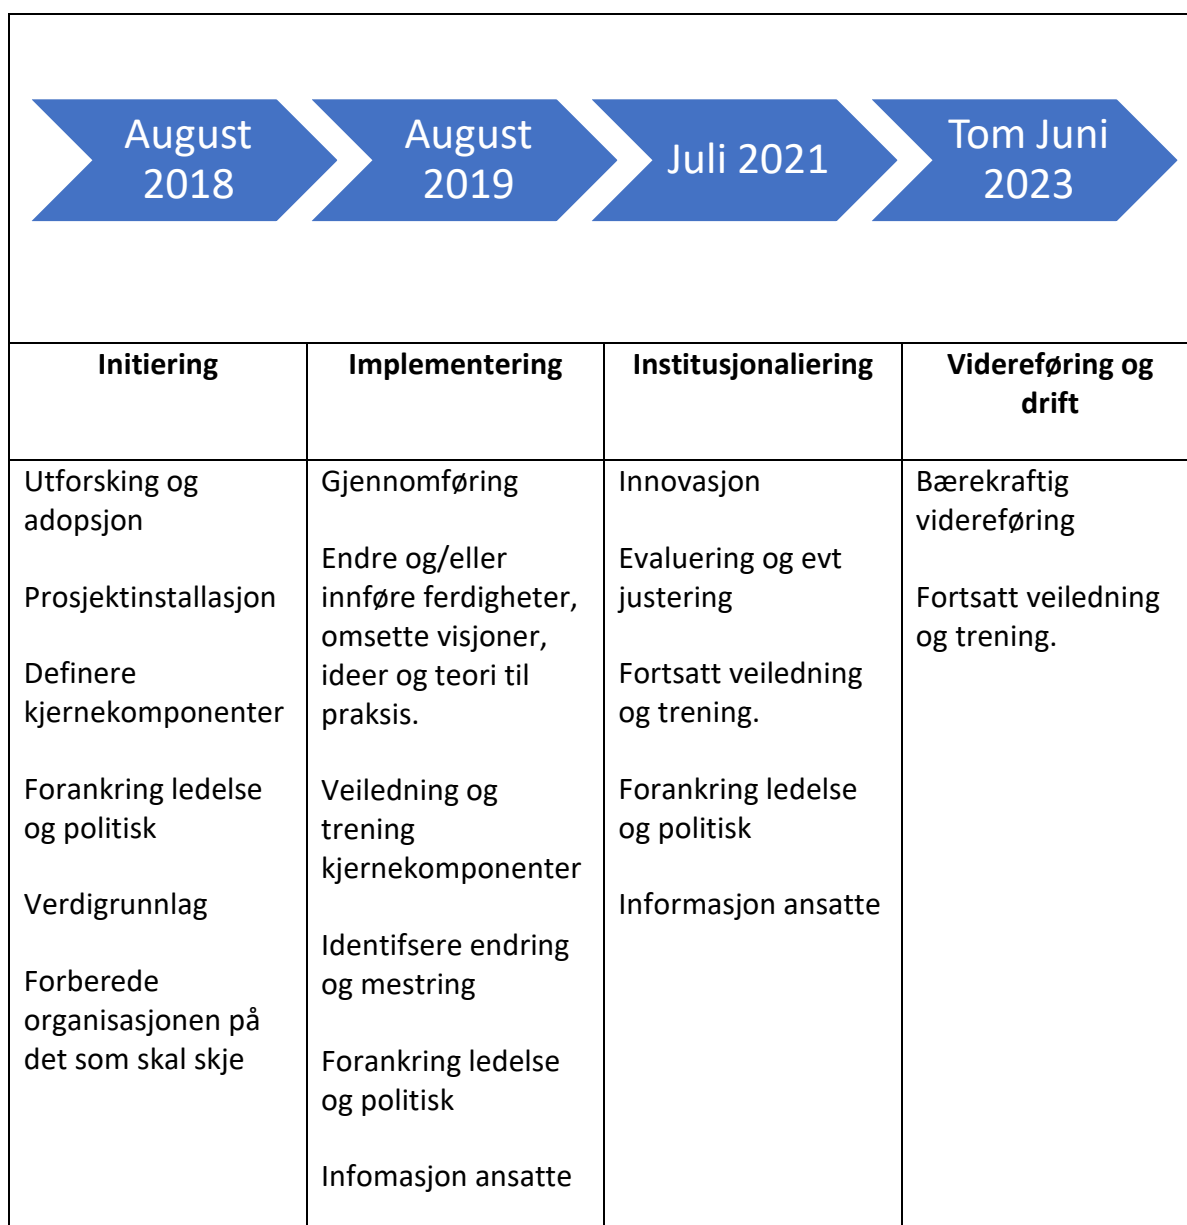 August
2018
August
2019
Juli 2021
Tom Juni
2023
Initiering
Implementering
Institusjonaliering
Videreføring og
drift
Utforsking og
adopsjon
Prosjektinstallasjon
Definere
kjernekomponenter
Forankring ledelse
og politisk
Verdigrunnlag
Forberede
organisasjonen på
det som skal skje
Gjennomføring
Endre og/eller
innføre ferdigheter,
omsette visjoner,
ideer og teori til
praksis.
Veiledning og
trening
kjernekomponenter
Identifsere endring
og mestring
Forankring ledelse
og politisk
Infomasjon ansatte
Innovasjon
Evaluering og evt
justering
Fortsatt veiledning
og trening.
Forankring ledelse
og politisk
Informasjon ansatte
Bærekraftig
videreføring
Fortsatt veiledning
og trening.